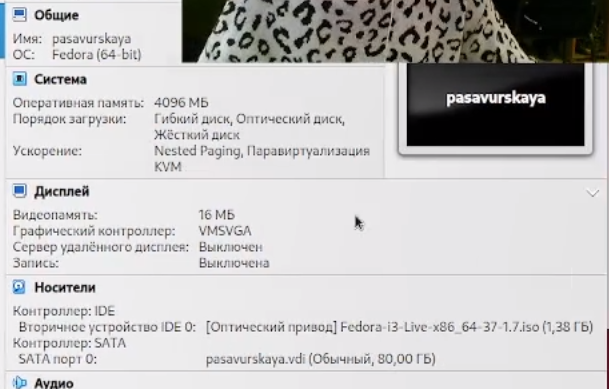 Общие
Имя: pasavurskaya
ОС: Fedora (64-bit)
Система
Оперативная память: 4096 МБ
Порядок загрузки: Гибкий диск, Оптический диск,
Жёсткий диск
Ускорение: Nested Paging, Паравиртуализация
KVM
pasavurskaya
Дисплей
Видеопамять: 16 МБ
Графический контроллер: VMSVGA
Сервер удалённого дисплея: Выключен
Запись: Выключена
Носители
Контроллер: IDE
Вторичное устройство IDE 0: [Оптический привод] Fedora-i3-Live-x86_64-37-1.7.iso (1,38 ГБ)
Контроллер: SATA
SATA порт 0: pasavurskaya.vdi (Обычный, 80,00 ГБ)
Аудио